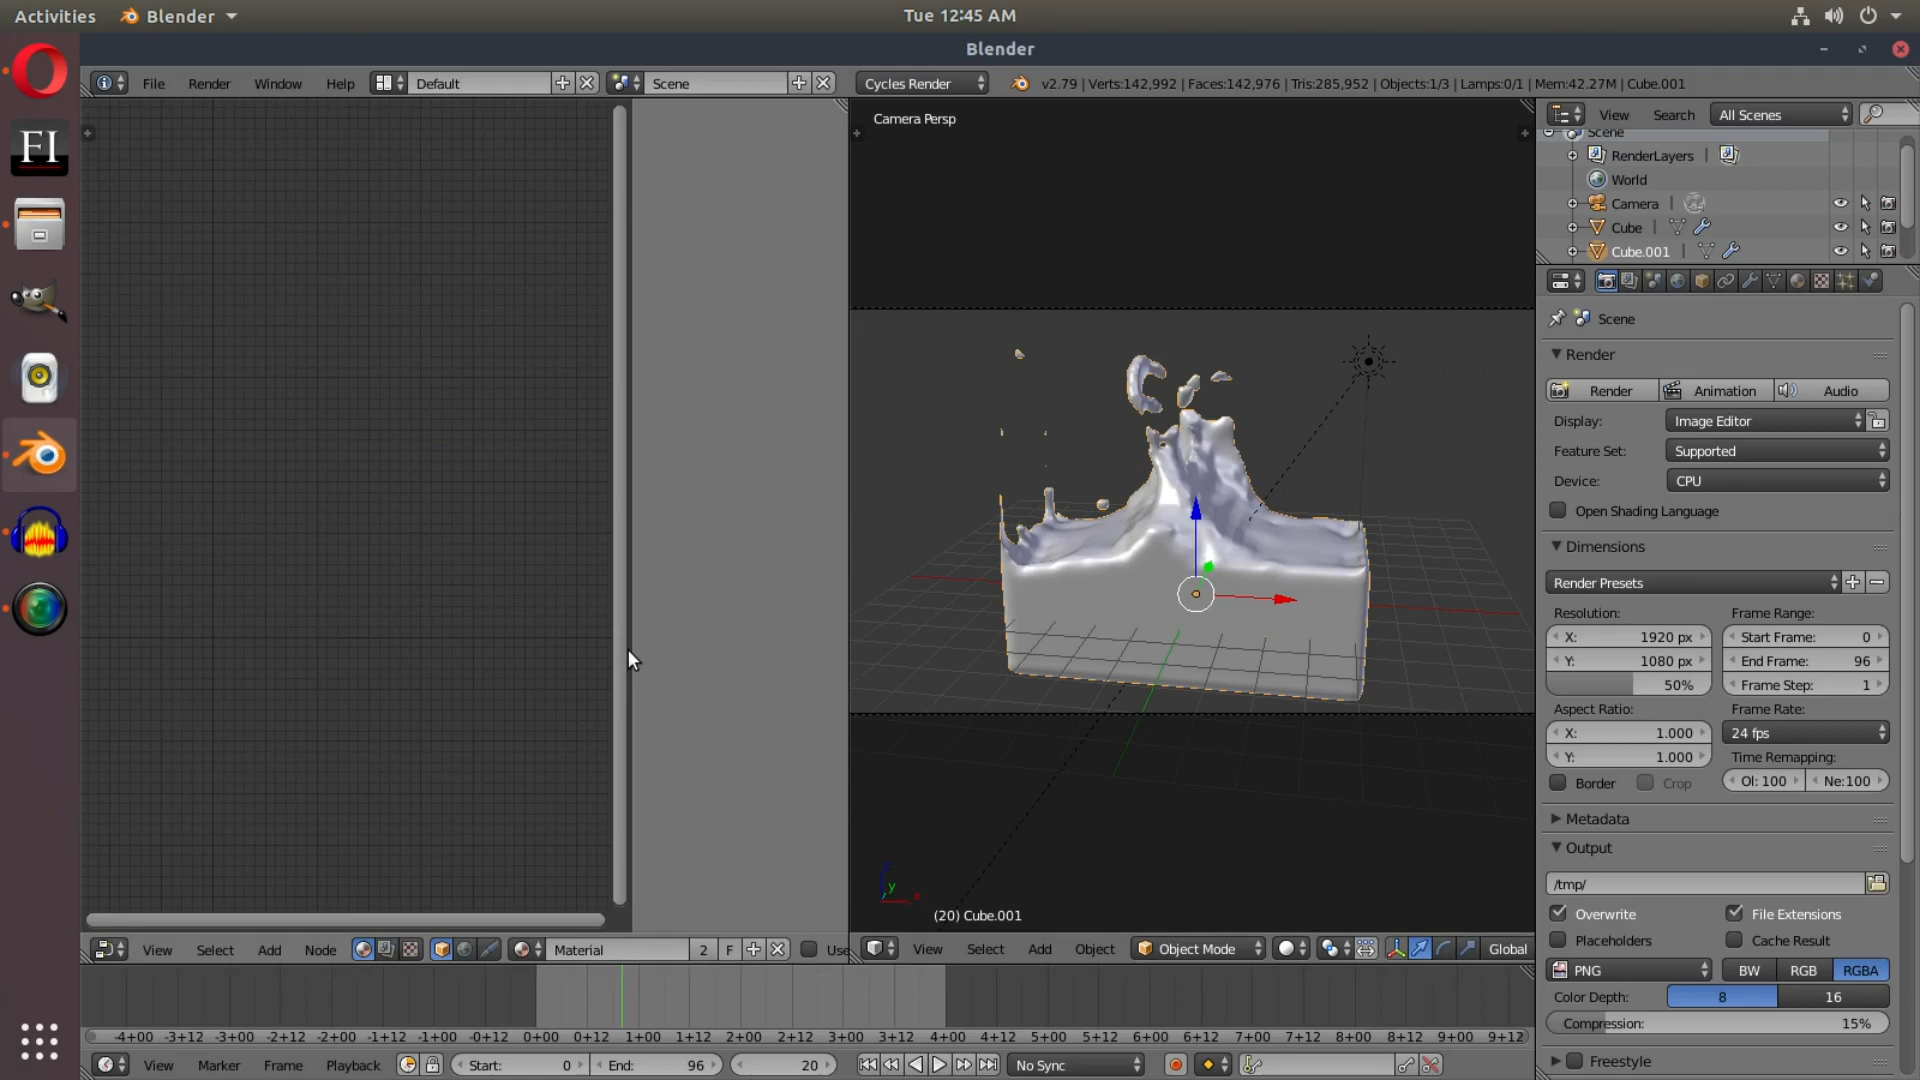 Activities Blender Tue 12:45 AM
Blender
File Render Window Help Default Scene Cycles Render v2.79 | Verts:142,992 | Faces:142,976 | Tris:285,952 | Objects:1/3 | Lamps:0/1 | Mem:42.27M | Cube.001
Camera Persp
View Search All Scenes
Scene
RenderLayers
World
Camera
Cube
Cube.001
FI
Scene
Render
Render Animation Audio
Display: Image Editor
Feature Set: Supported
Device: CPU
Open Shading Language
Dimensions
Render Presets
Resolution: Frame Range:
X: 1920 px Start Frame: 0
Y: 1080 px End Frame: 96
50% Frame Step: 1
Aspect Ratio: Frame Rate:
X: 1.000 24 fps
Y: 1.000 Time Remapping:
Border Crop Ol: 100 Ne:100
Metadata
Output
/tmp/
Overwrite File Extensions
Placeholders Cache Result
PNG BW RGB RGBA
Color Depth: 8 16
Compression: 15%
Freestyle
z
y
x
(20) Cube.001
View Select Add Node Material 2 F Use
View Select Add Object Object Mode Global
-4+00 -3+12 -3+00 -2+12 -2+00 -1+12 -1+00 -0+12 0+00 0+12 1+00 1+12 2+00 2+12 3+00 3+12 4+00 4+12 5+00 5+12 6+00 6+12 7+00 7+12 8+00 8+12 9+00 9+12
View Marker Frame Playback Start: 0 End: 96 20 No Sync